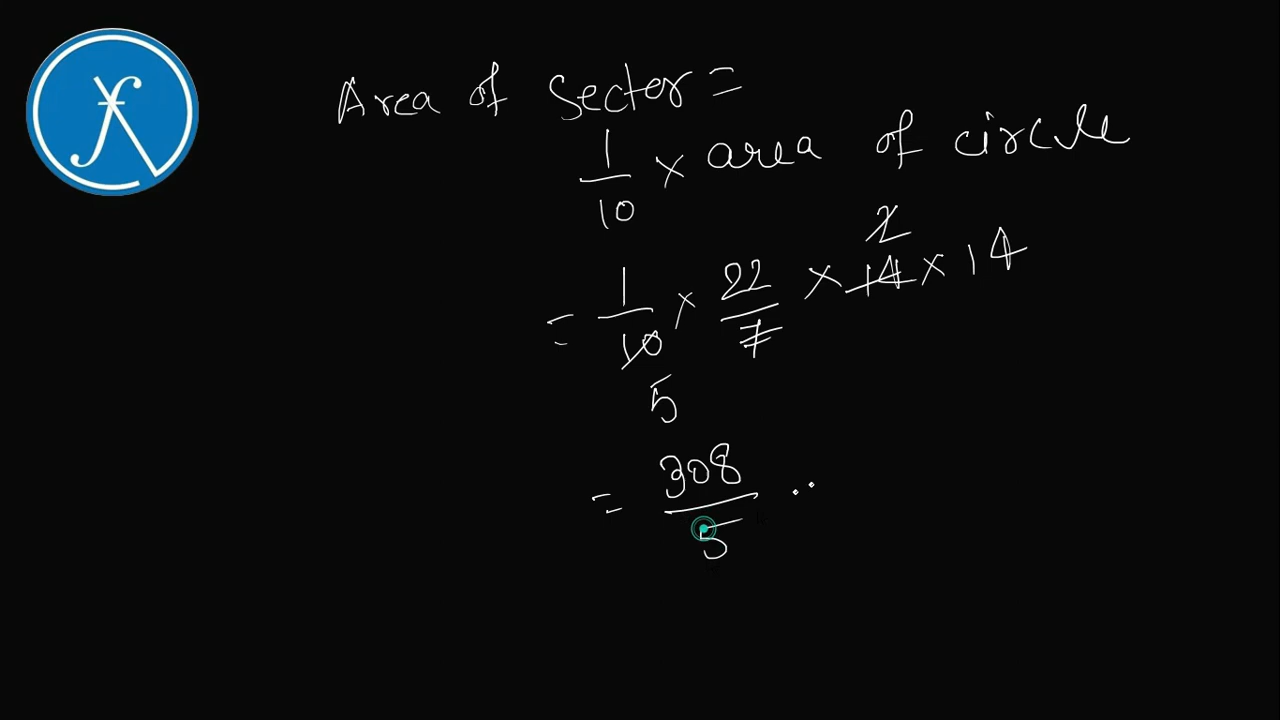 Area of Sector =
1/10 × area of circle
2
= 1/10 × 22/7 × 14 × 14
5
= 308/5 ..